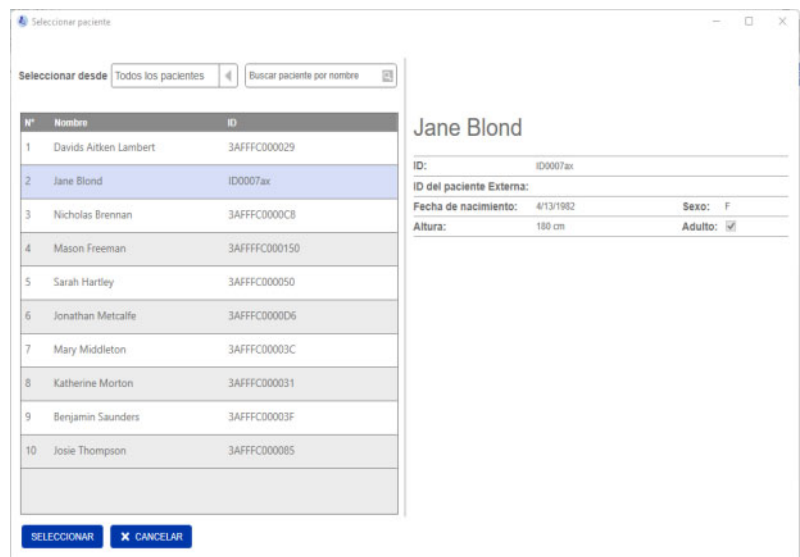 Seleccionar paciente
Seleccionar desde Todos los pacientes Buscar paciente por nombre
Nº Nombre ID
1 Davids Aitken Lambert 3AFFFC000029
2 Jane Blond ID0007ax
3 Nicholas Brennan 3AFFFC0000C8
4 Mason Freeman 3AFFFFC000150
5 Sarah Hartley 3AFFFC000050
6 Jonathan Metcalfe 3AFFFC0000D6
7 Mary Middleton 3AFFFC00003C
8 Katherine Morton 3AFFFC000031
9 Benjamin Saunders 3AFFFC00003F
10 Josie Thompson 3AFFFC000085
SELECCIONAR CANCELAR
Jane Blond
ID: ID0007ax
ID del paciente Externa:
Fecha de nacimiento: 4/13/1982 Sexo: F
Altura: 180 cm Adulto: